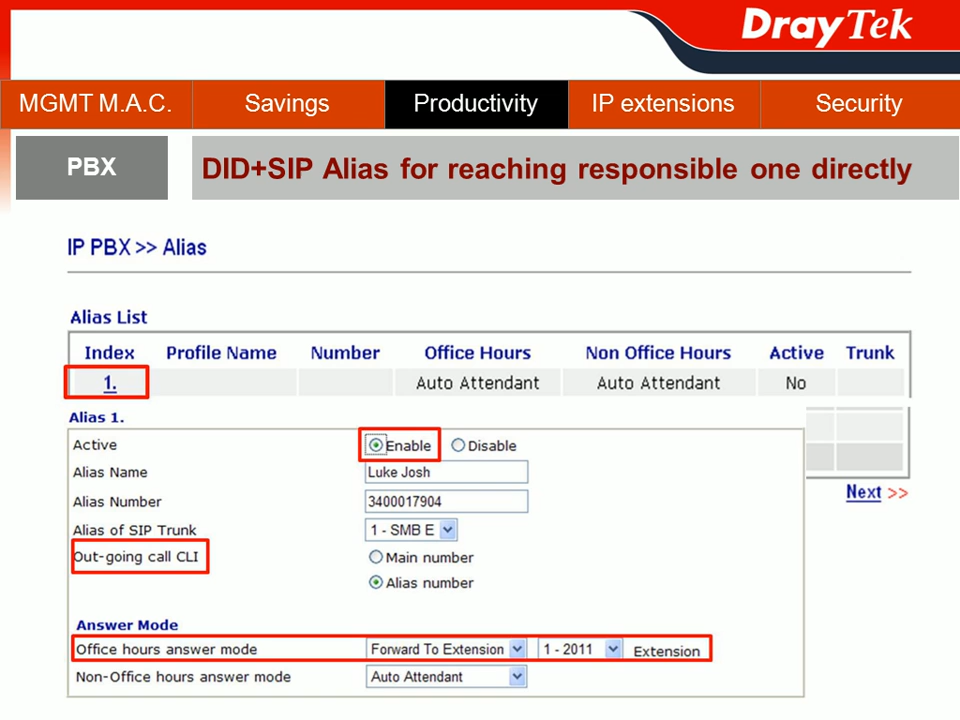 DrayTek
MGMT M.A.C. Savings Productivity IP extensions Security
PBX DID+SIP Alias for reaching responsible one directly
IP PBX >> Alias
Alias List
Index Profile Name Number Office Hours Non Office Hours Active Trunk
1. Auto Attendant Auto Attendant No
Alias 1.
Active Enable Disable
Alias Name Luke Josh
Alias Number 3400017904
Next >>
Alias of SIP Trunk 1 - SMB E
Out-going call CLI Main number
Alias number
Answer Mode
Office hours answer mode Forward To Extension 1 - 2011 Extension
Non-Office hours answer mode Auto Attendant